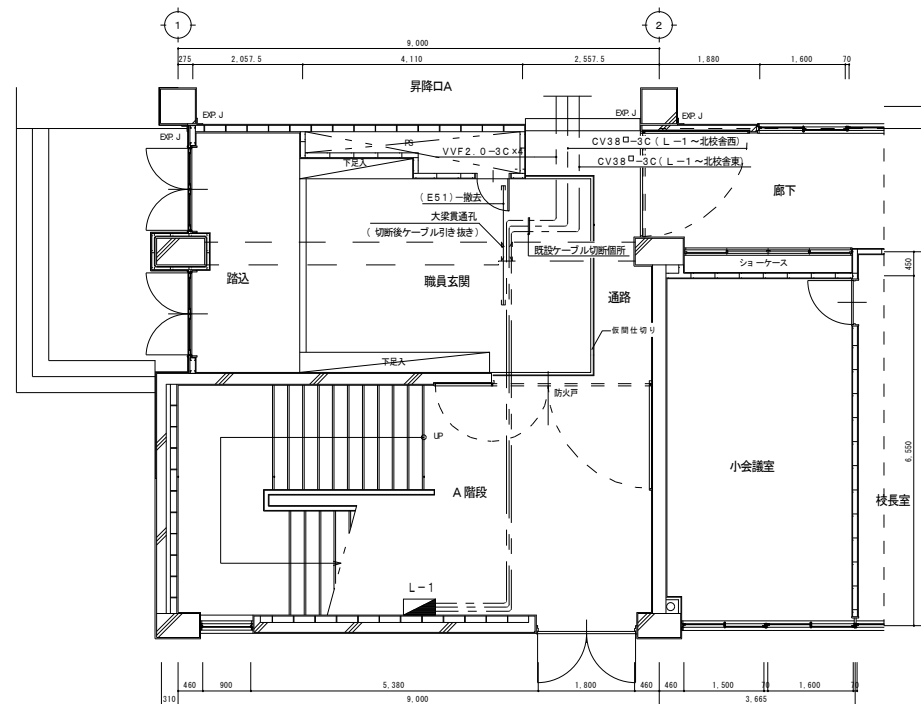 1
2
9,000
275
2,057.5
4,110
2,557.5
1,880
1,600
70
昇降口A
EXP.J
EXP.J
EXP.J
EXP.J
PS
VVF2.0-3C×4
CV38□-3C(L-1～北校舎西)
CV38□-3C(L-1～北校舎東)
下足入
(E51)-撤去
大梁貫通孔
(切断後ケーブル引き抜き)
既設ケーブル切断個所
廊下
ショーケース
450
踏込
職員玄関
通路
仮間仕切り
下足入
防火戸
UP
A階段
小会議室
6,550
校長室
L-1
460
900
5,380
1,800
460
460
1,500
70
1,600
70
310
9,000
3,665